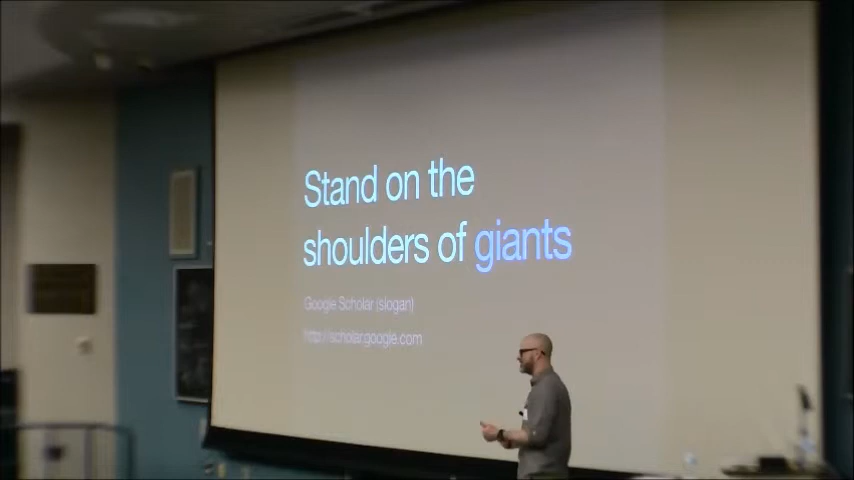 Stand on the
shoulders of giants
Google Scholar (slogan)
http://scholar.google.com